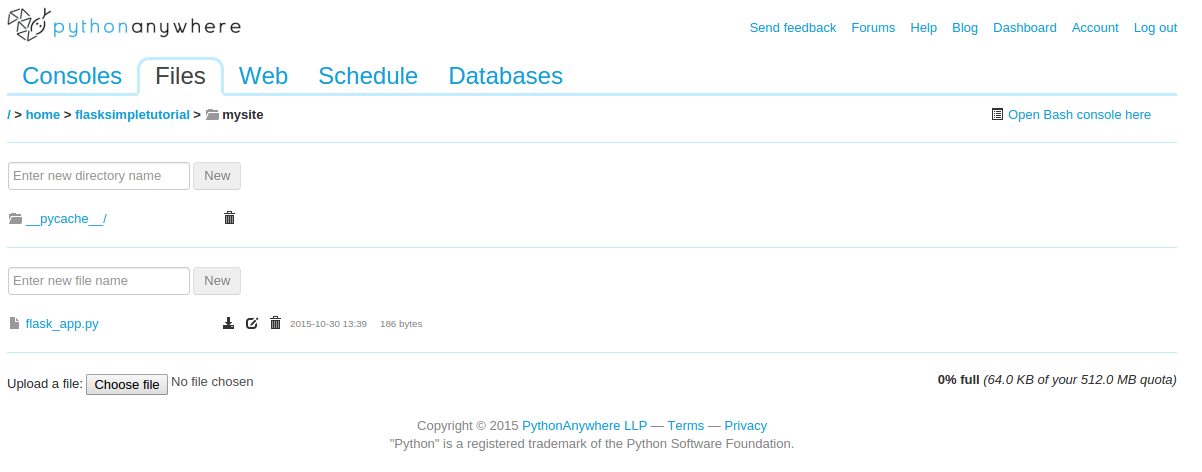 pythonanywhere
Send feedback Forums Help Blog Dashboard Account Log out
Consoles Files Web Schedule Databases
/ > home > flasksimpletutorial > mysite
Open Bash console here
Enter new directory name New
__pycache__/
Enter new file name New
flask_app.py 2015-10-30 13:39 186 bytes
Upload a file: Choose file No file chosen
0% full (64.0 KB of your 512.0 MB quota)
Copyright © 2015 PythonAnywhere LLP — Terms — Privacy
"Python" is a registered trademark of the Python Software Foundation.